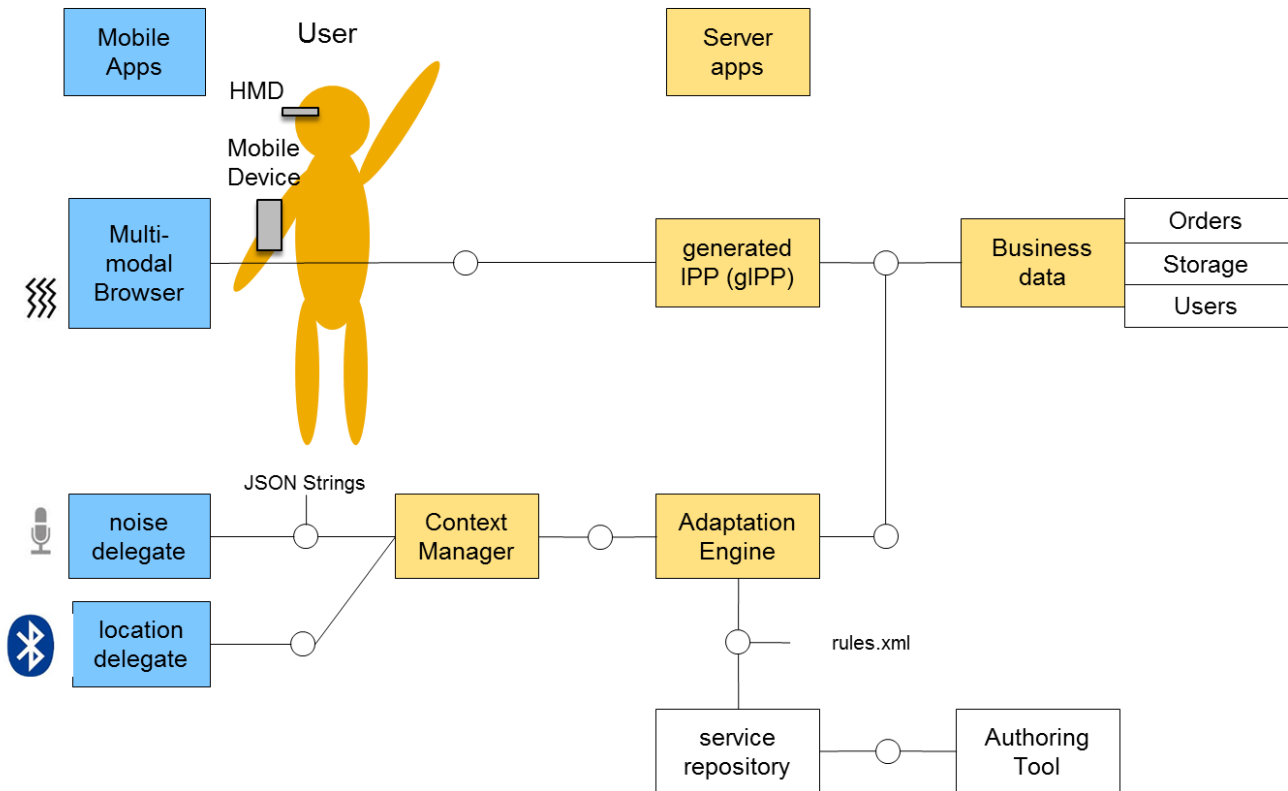 Mobile
Apps
User
Server
apps
HMD
Mobile
Device
Multi-
modal
Browser
generated
IPP (gIPP)
Business
data
Orders
Storage
Users
JSON Strings
noise
delegate
Context
Manager
Adaptation
Engine
location
delegate
rules.xml
service
repository
Authoring
Tool